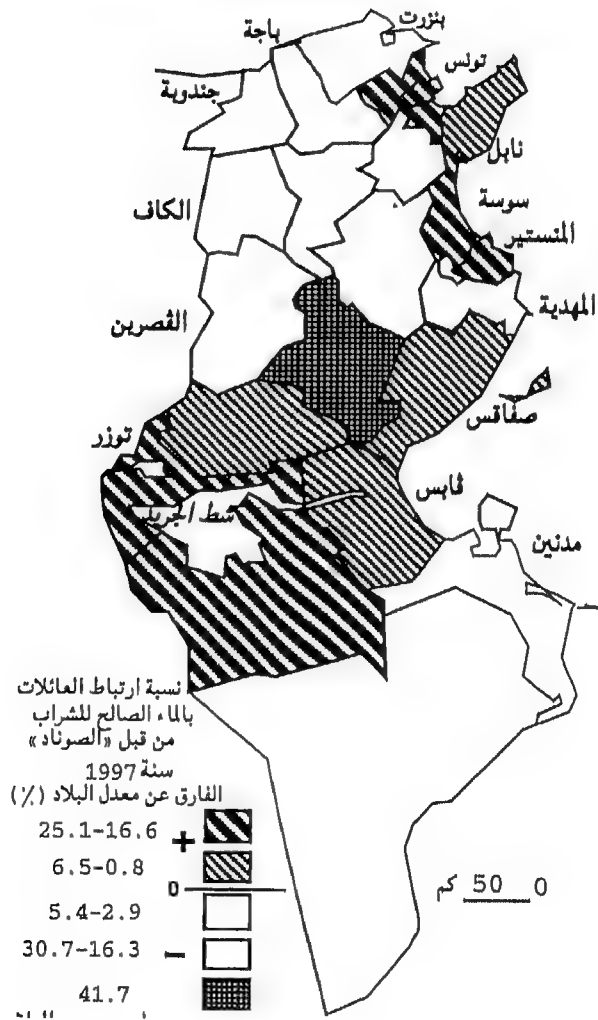 بنزرت
باجة
تونس
جندوبة
نابل
الكاف
سوسة
المنستير
المهدية
القصرين
صفاقس
توزر
قابس
شط الجريد
مدنين
نسبة ارتباط العائلات
بالماء الصالح للشراب
من قبل «الصوناد»
سنة 1997
الفارق عن معدل البلاد (٪)
25.1-16.6
+
6.5-0.8
0
5.4-2.9
30.7-16.3
−
41.7
0 50 كم